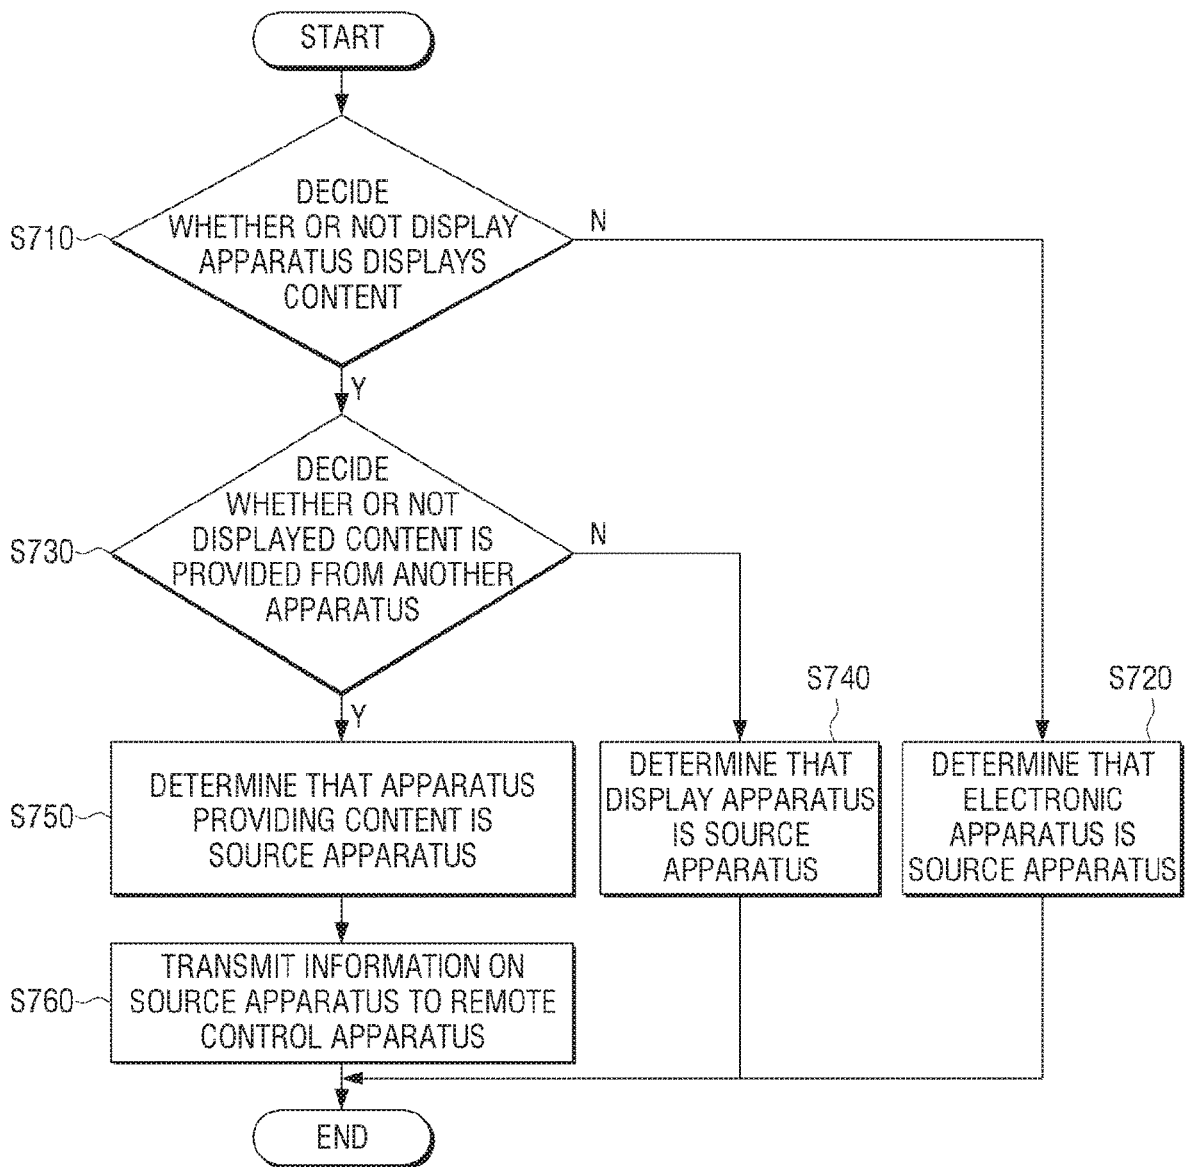 START
S710
DECIDE
WHETHER OR NOT DISPLAY
APPARATUS DISPLAYS
CONTENT
N
Y
S730
DECIDE
WHETHER OR NOT
DISPLAYED CONTENT IS
PROVIDED FROM ANOTHER
APPARATUS
N
Y
S750
DETERMINE THAT APPARATUS
PROVIDING CONTENT IS
SOURCE APPARATUS
S740
DETERMINE THAT
DISPLAY APPARATUS
IS SOURCE
APPARATUS
S720
DETERMINE THAT
ELECTRONIC
APPARATUS IS
SOURCE APPARATUS
S760
TRANSMIT INFORMATION ON
SOURCE APPARATUS TO REMOTE
CONTROL APPARATUS
END